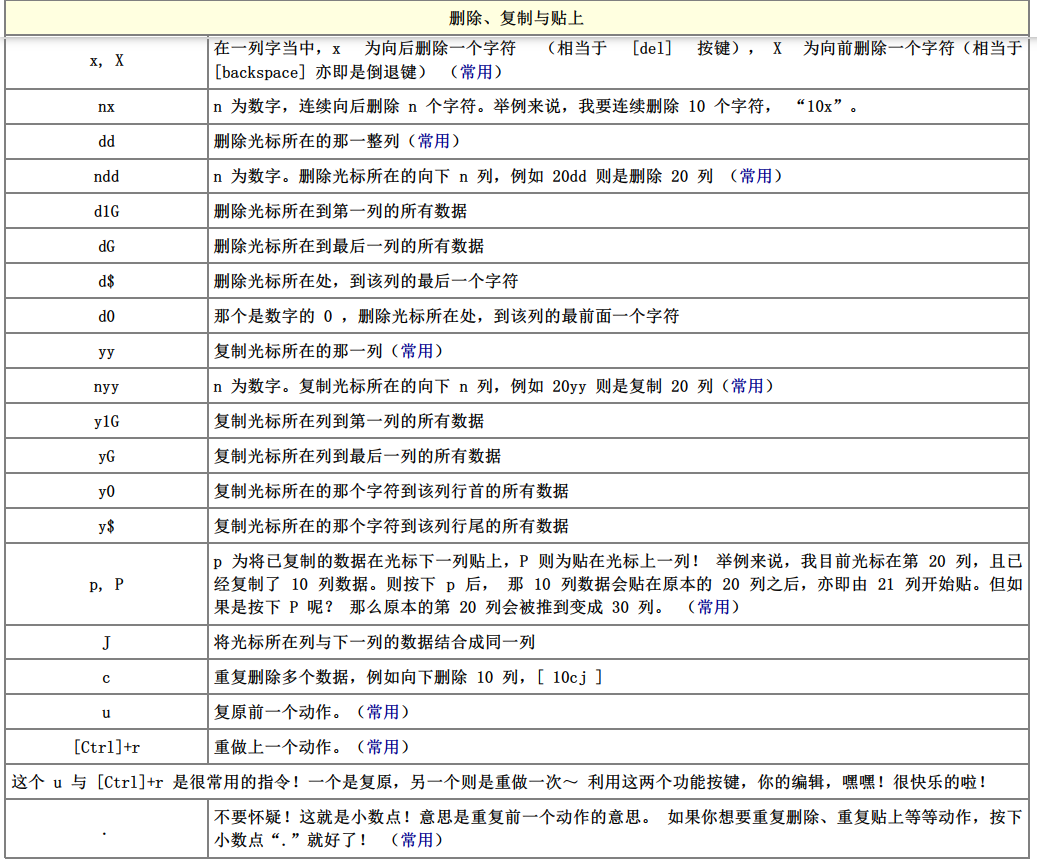 删除、复制与贴上
x, X
在一列字当中，x 为向后删除一个字符 （相当于 [del] 按键）， X 为向前删除一个字符（相当于
[backspace] 亦即是倒退键） （常用）
nx
n 为数字，连续向后删除 n 个字符。举例来说，我要连续删除 10 个字符， “10x”。
dd
删除光标所在的那一整列（常用）
ndd
n 为数字。删除光标所在的向下 n 列，例如 20dd 则是删除 20 列 （常用）
d1G
删除光标所在到第一列的所有数据
dG
删除光标所在到最后一列的所有数据
d$
删除光标所在处，到该列的最后一个字符
d0
那个是数字的 0 ，删除光标所在处，到该列的最前面一个字符
yy
复制光标所在的那一列（常用）
nyy
n 为数字。复制光标所在的向下 n 列，例如 20yy 则是复制 20 列（常用）
y1G
复制光标所在列到第一列的所有数据
yG
复制光标所在列到最后一列的所有数据
y0
复制光标所在的那个字符到该列行首的所有数据
y$
复制光标所在的那个字符到该列行尾的所有数据
p, P
p 为将已复制的数据在光标下一列贴上，P 则为贴在光标上一列！ 举例来说，我目前光标在第 20 列，且已
经复制了 10 列数据。则按下 p 后， 那 10 列数据会贴在原本的 20 列之后，亦即由 21 列开始贴。但如
果是按下 P 呢？ 那么原本的第 20 列会被推到变成 30 列。 （常用）
J
将光标所在列与下一列的数据结合成同一列
c
重复删除多个数据，例如向下删除 10 列，[ 10cj ]
u
复原前一个动作。（常用）
[Ctrl]+r
重做上一个动作。（常用）
这个 u 与 [Ctrl]+r 是很常用的指令！一个是复原，另一个则是重做一次～ 利用这两个功能按键，你的编辑，嘿嘿！很快乐的啦！
.
不要怀疑！这就是小数点！意思是重复前一个动作的意思。 如果你想要重复删除、重复贴上等等动作，按下
小数点“.”就好了！ （常用）